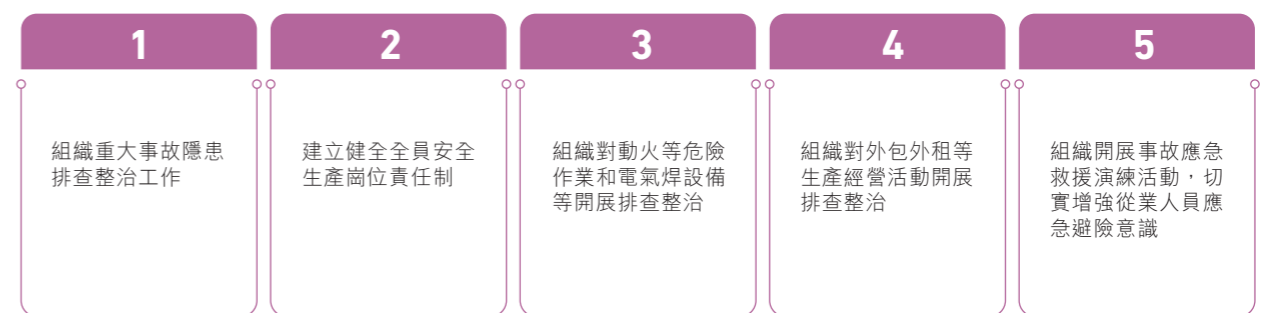 1
組織重大事故隱患
排查整治工作
2
建立健全全員安全
生產崗位責任制
3
組織對動火等危險
作業和電氣焊設備
等開展排查整治
4
組織對外包外租等
生產經營活動開展
排查整治
5
組織開展事故應急
救援演練活動，切
實增強從業人員應
急避險意識